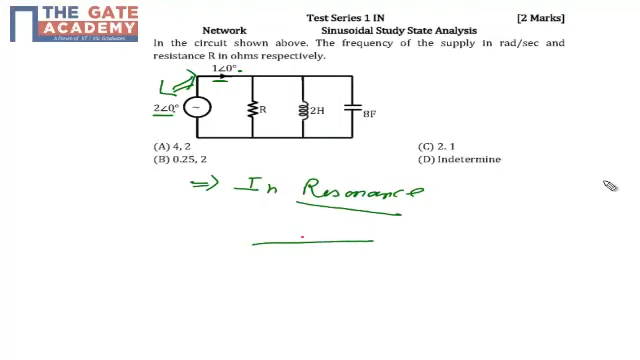 THE GATE
ACADEMY
A Forum of IIT / IISc Graduates
Test Series 1 IN [2 Marks]
Network Sinusoidal Study State Analysis
In the circuit shown above. The frequency of the supply in rad/sec and
resistance R in ohms respectively.
1∠0°
2∠0°
~
R
2H
8F
(A) 4, 2 (C) 2. 1
(B) 0.25, 2 (D) Indetermine
⇒ In Resonance